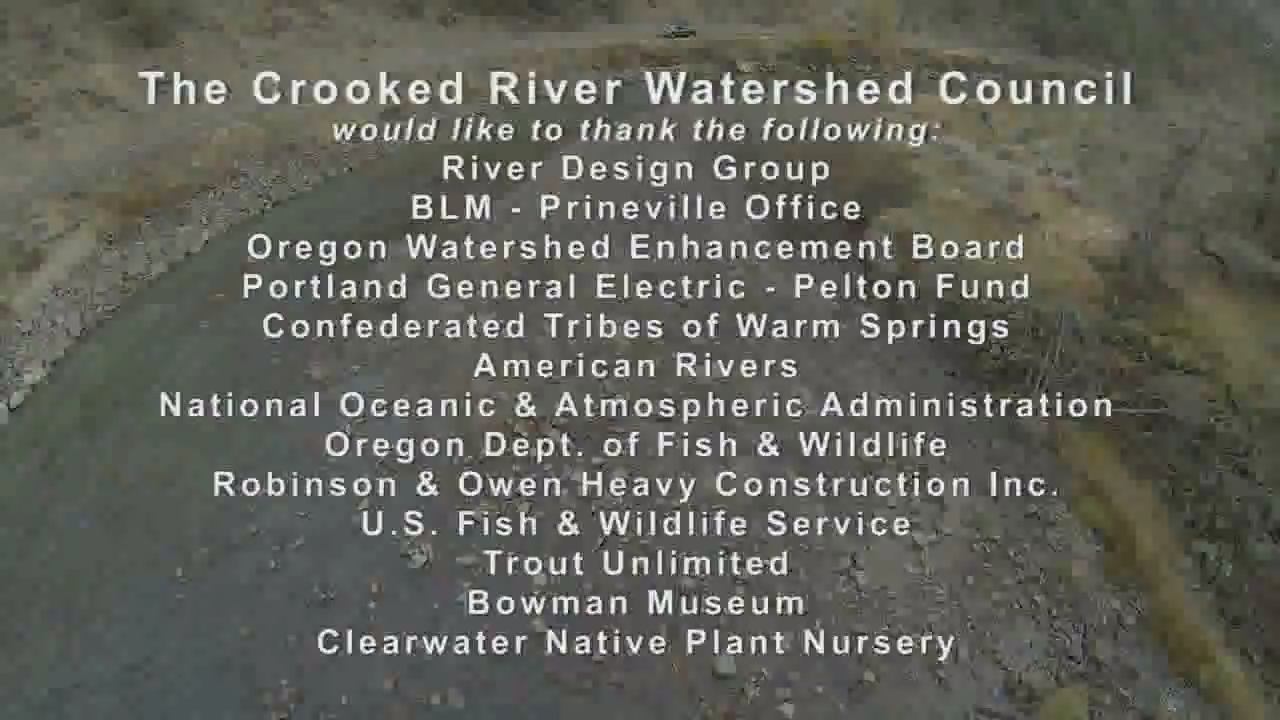 The Crooked River Watershed Council
would like to thank the following:
River Design Group
BLM - Prineville Office
Oregon Watershed Enhancement Board
Portland General Electric - Pelton Fund
Confederated Tribes of Warm Springs
American Rivers
National Oceanic & Atmospheric Administration
Oregon Dept. of Fish & Wildlife
Robinson & Owen Heavy Construction Inc.
U.S. Fish & Wildlife Service
Trout Unlimited
Bowman Museum
Clearwater Native Plant Nursery